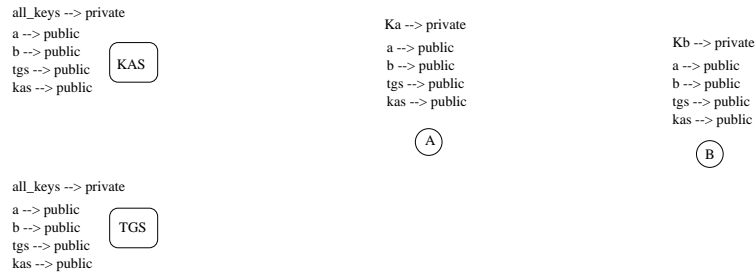 all_keys --> private
a --> public
b --> public
tgs --> public
kas --> public
KAS
Ka --> private
a --> public
b --> public
tgs --> public
kas --> public
A
Kb --> private
a --> public
b --> public
tgs --> public
kas --> public
B
all_keys --> private
a --> public
b --> public
tgs --> public
kas --> public
TGS